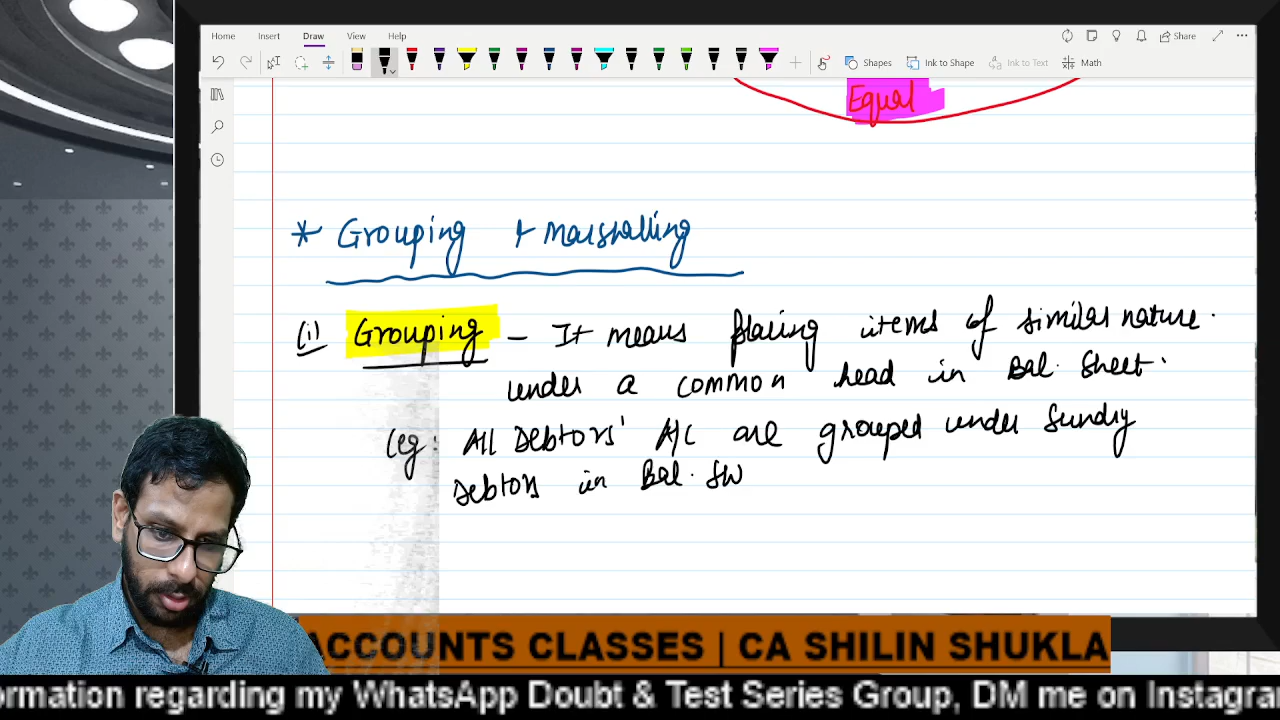 Home Insert Draw View Help
Share
Shapes Ink to Shape Ink to Text Math
Equal
* Grouping + Marshalling
(i) Grouping – It means placing items of similar nature
under a common head in Bal. Sheet.
(eg: All Debtors' A/c are grouped under Sundry
Debtors in Bal. Sh
ACCOUNTS CLASSES | CA SHILIN SHUKLA
ormation regarding my WhatsApp Doubt & Test Series Group, DM me on Instagra